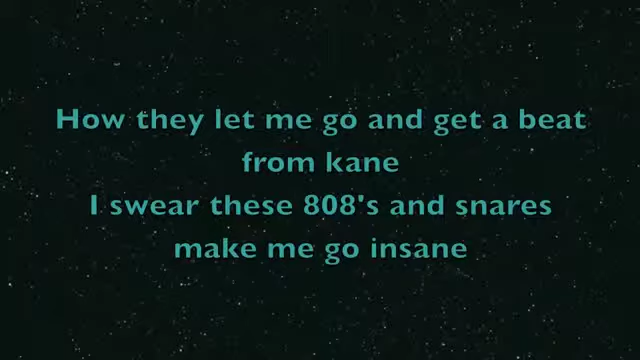 How they let me go and get a beat
from kane
I swear these 808's and snares
make me go insane